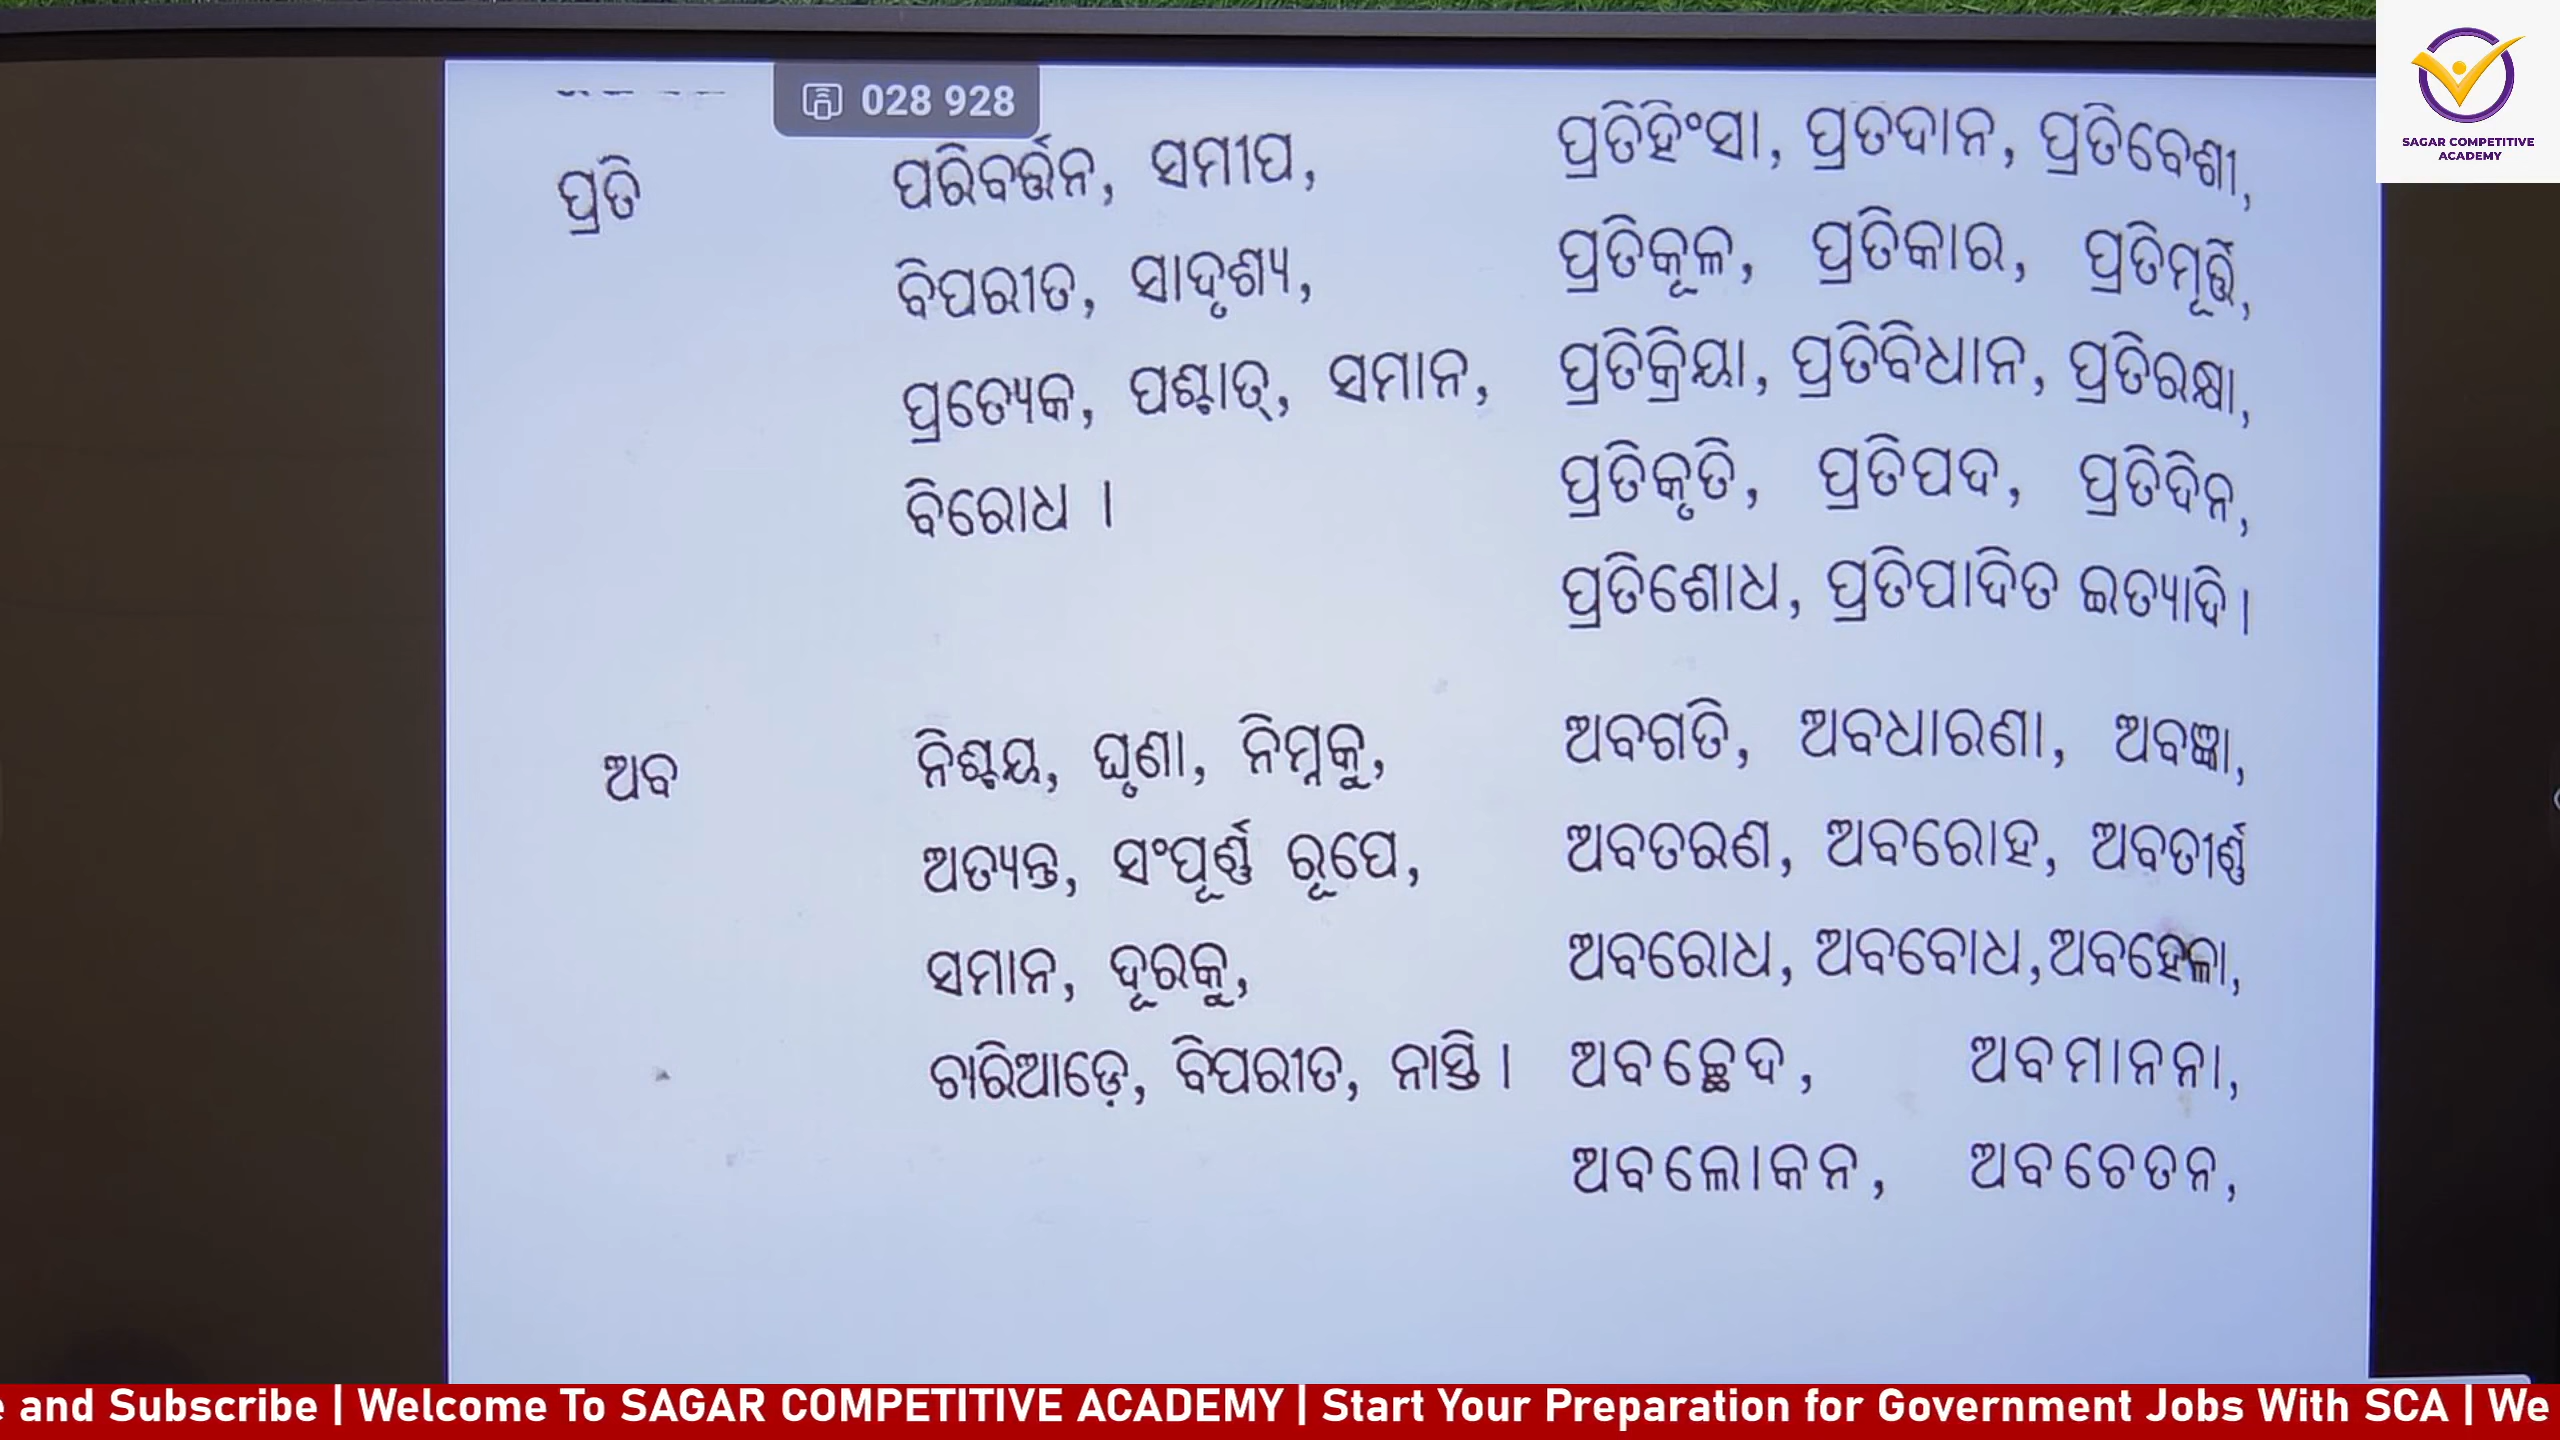 028 928
SAGAR COMPETITIVE
ACADEMY
ପ୍ରତି ପରିବର୍ତ୍ତନ, ସମୀପ, ପ୍ରତିହିଂସା, ପ୍ରତଦାନ, ପ୍ରତିବେଶୀ,
ବିପରୀତ, ସାଦୃଶ୍ୟ, ପ୍ରତିକୂଳ, ପ୍ରତିକାର, ପ୍ରତିମୂର୍ତ୍ତି,
ପ୍ରତ୍ୟେକ, ପଶ୍ଚାତ୍, ସମାନ, ପ୍ରତିକ୍ରିୟା, ପ୍ରତିବିଧାନ, ପ୍ରତିରକ୍ଷା,
ବିରୋଧ । ପ୍ରତିକୃତି, ପ୍ରତିପଦ, ପ୍ରତିଦିନ,
ପ୍ରତିଶୋଧ, ପ୍ରତିପାଦିତ ଇତ୍ୟାଦି।
ଅବ ନିଶ୍ଚୟ, ଘୃଣା, ନିମ୍ନକୁ, ଅବଗତି, ଅବଧାରଣା, ଅବଜ୍ଞା,
ଅତ୍ୟନ୍ତ, ସଂପୂର୍ଣ୍ଣ ରୂପେ, ଅବତରଣ, ଅବରୋହ, ଅବତୀର୍ଣ୍ଣ
ସମାନ, ଦୂରକୁ, ଅବରୋଧ, ଅବବୋଧ,ଅବହେଳା,
ଚାରିଆଡ଼େ, ବିପରୀତ, ନାସ୍ତି । ଅବଚ୍ଛେଦ, ଅବମାନନା,
ଅବଲୋକନ, ଅବଚେତନ,
and Subscribe | Welcome To SAGAR COMPETITIVE ACADEMY | Start Your Preparation for Government Jobs With SCA | We